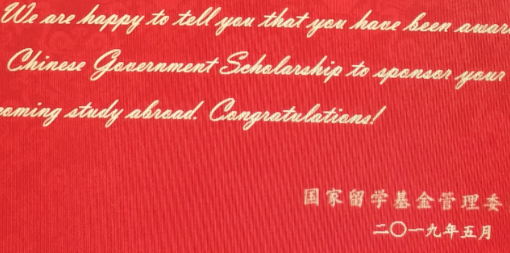 We are happy to tell you that you have been
Chinese Government Scholarship to sponsor your
study abroad. Congratulations!
国家留学基金管理委
二〇一九年五月